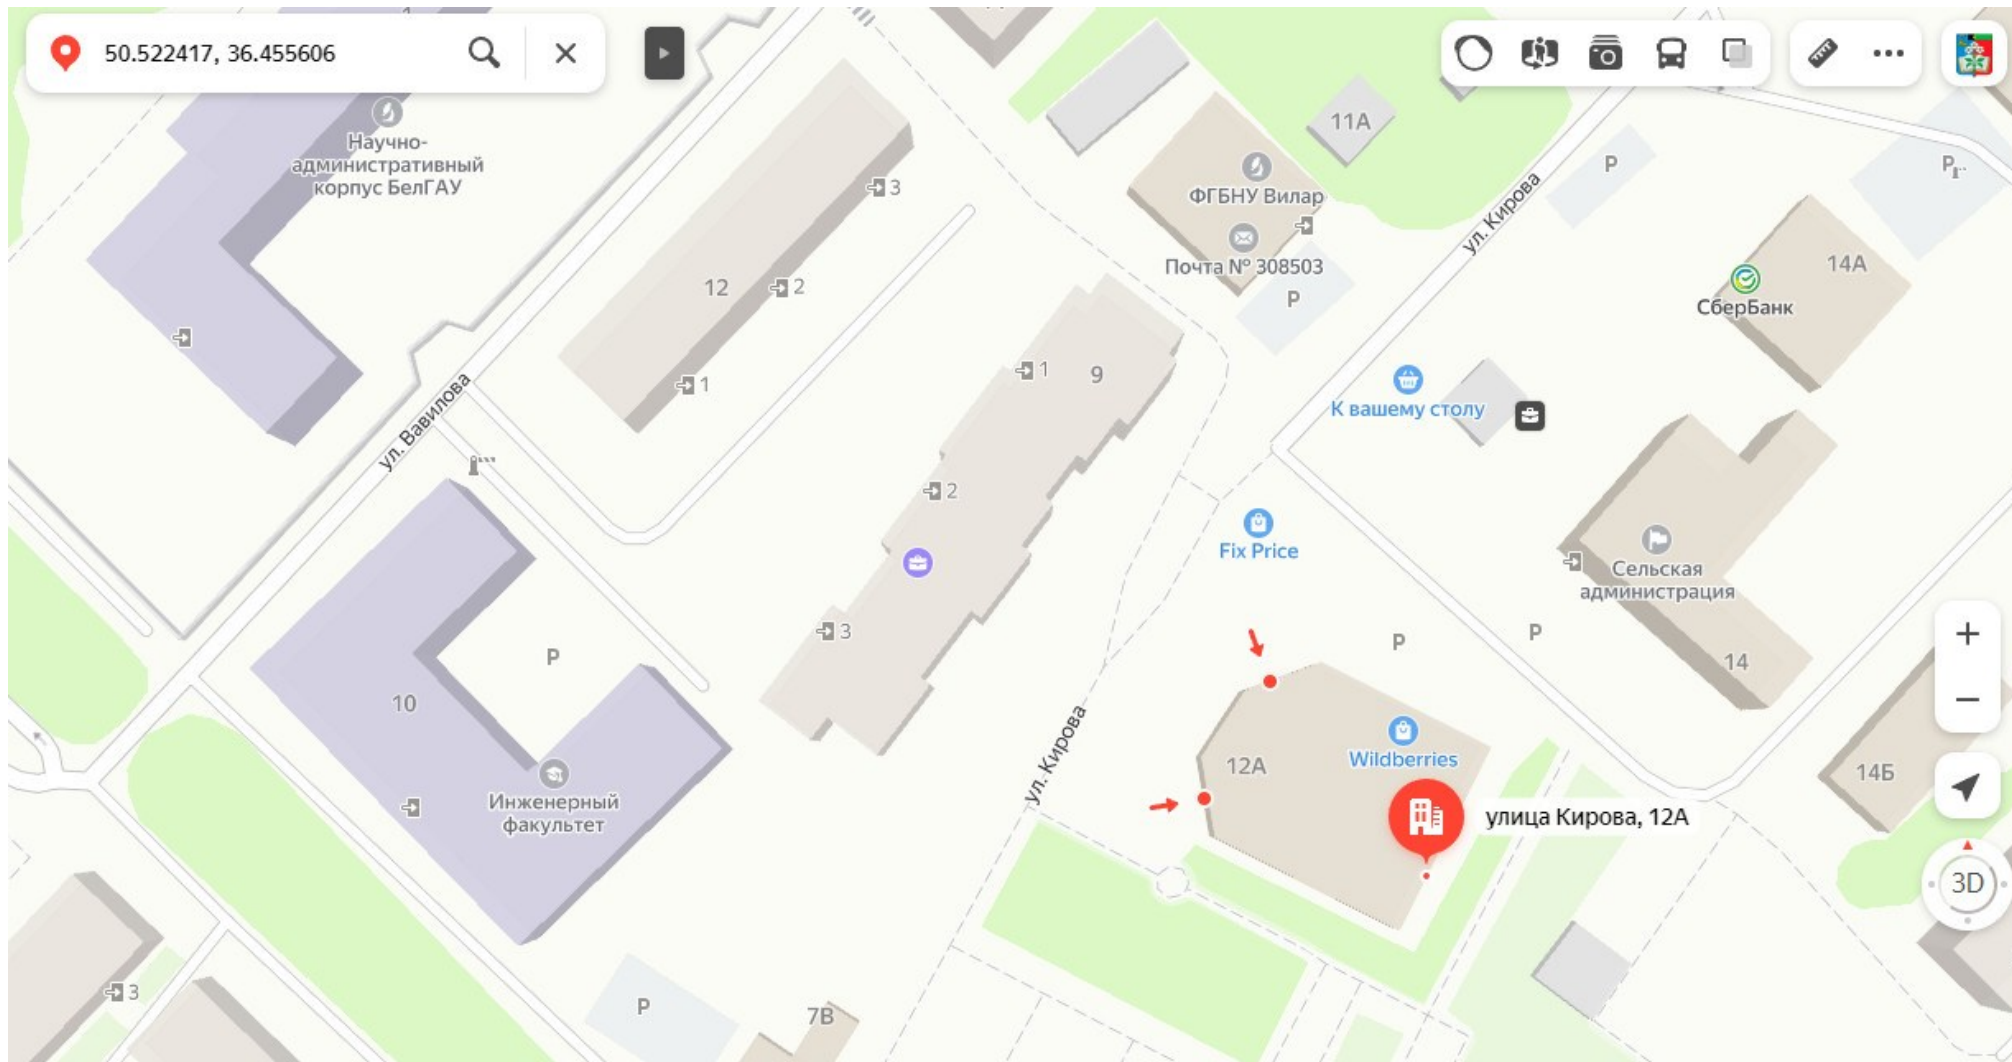 50.522417, 36.455606
Научно-
административный
корпус БелГАУ
3
12
2
1
ул. Вавилова
11А
ФГБНУ Вилар
Почта № 308503
P
P
P
ул. Кирова
14А
СберБанк
К вашему столу
1
9
2
3
Fix Price
Сельская
администрация
P
P
14
P
10
Инженерный
факультет
ул. Кирова
12А
Wildberries
улица Кирова, 12А
14Б
3D
3
P
7В